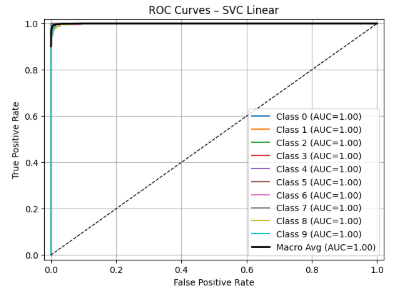 ROC Curves – SVC Linear
True Positive Rate
1.0
0.8
0.6
0.4
0.2
0.0
Class 0 (AUC=1.00)
Class 1 (AUC=1.00)
Class 2 (AUC=1.00)
Class 3 (AUC=1.00)
Class 4 (AUC=1.00)
Class 5 (AUC=1.00)
Class 6 (AUC=1.00)
Class 7 (AUC=1.00)
Class 8 (AUC=1.00)
Class 9 (AUC=1.00)
Macro Avg (AUC=1.00)
0.0 0.2 0.4 0.6 0.8 1.0
False Positive Rate